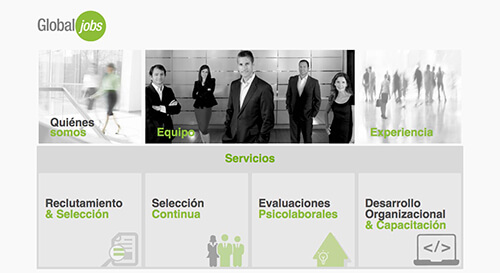 Global jobs
Quiénes
somos
Equipo
Experiencia
Servicios
Reclutamiento
& Selección
Selección
Continua
Evaluaciones
Psicolaborales
Desarrollo
Organizacional
& Capacitación
</>